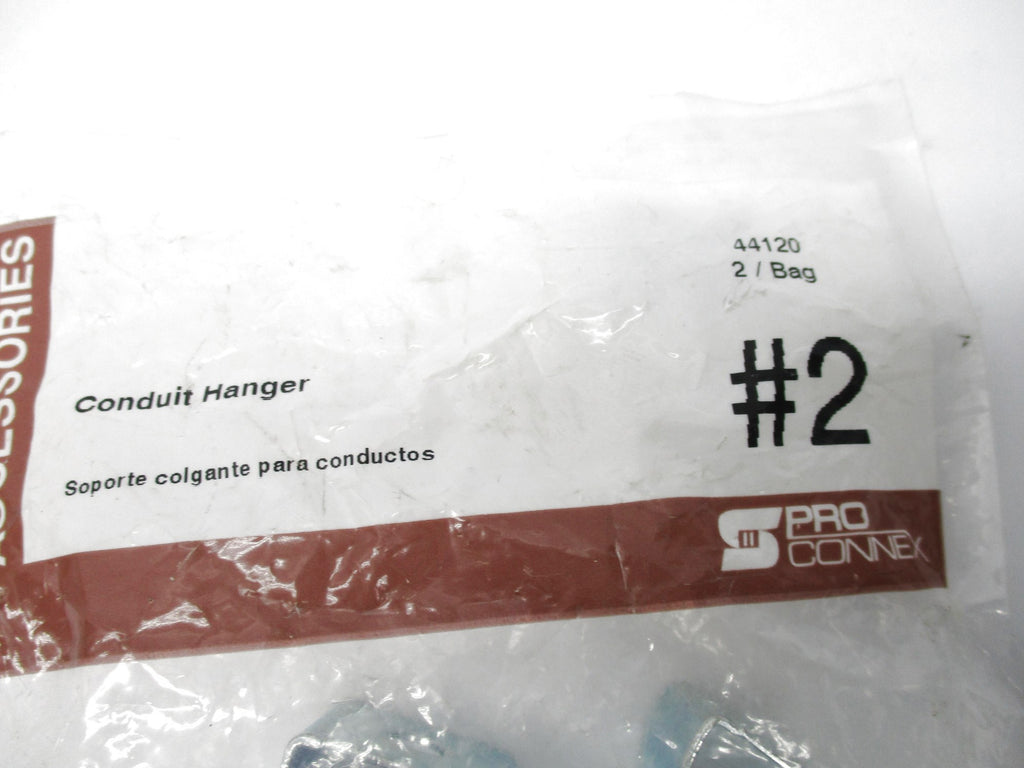 ACCESSORIES
44120
2 / Bag
#2
Conduit Hanger
Soporte colgante para conductos
PRO
CONNEX